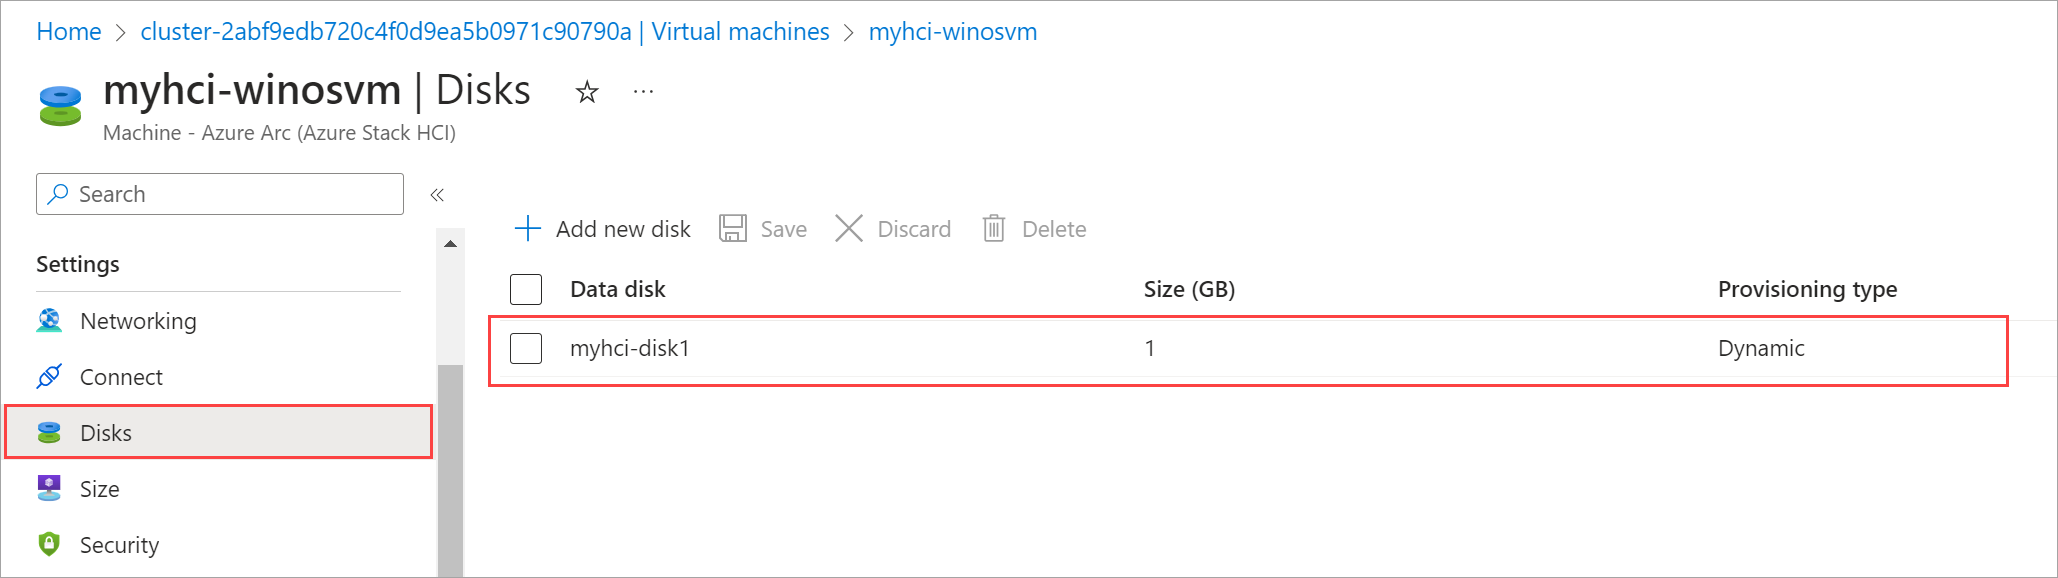 Home > cluster-2abf9edb720c4f0d9ea5b0971c90790a | Virtual machines > myhci-winosvm
myhci-winosvm | Disks ☆ ...
Machine - Azure Arc (Azure Stack HCI)
Search «
Add new disk Save Discard Delete
Settings
Networking
Connect
Disks
Size
Security
Data disk Size (GB) Provisioning type
myhci-disk1 1 Dynamic